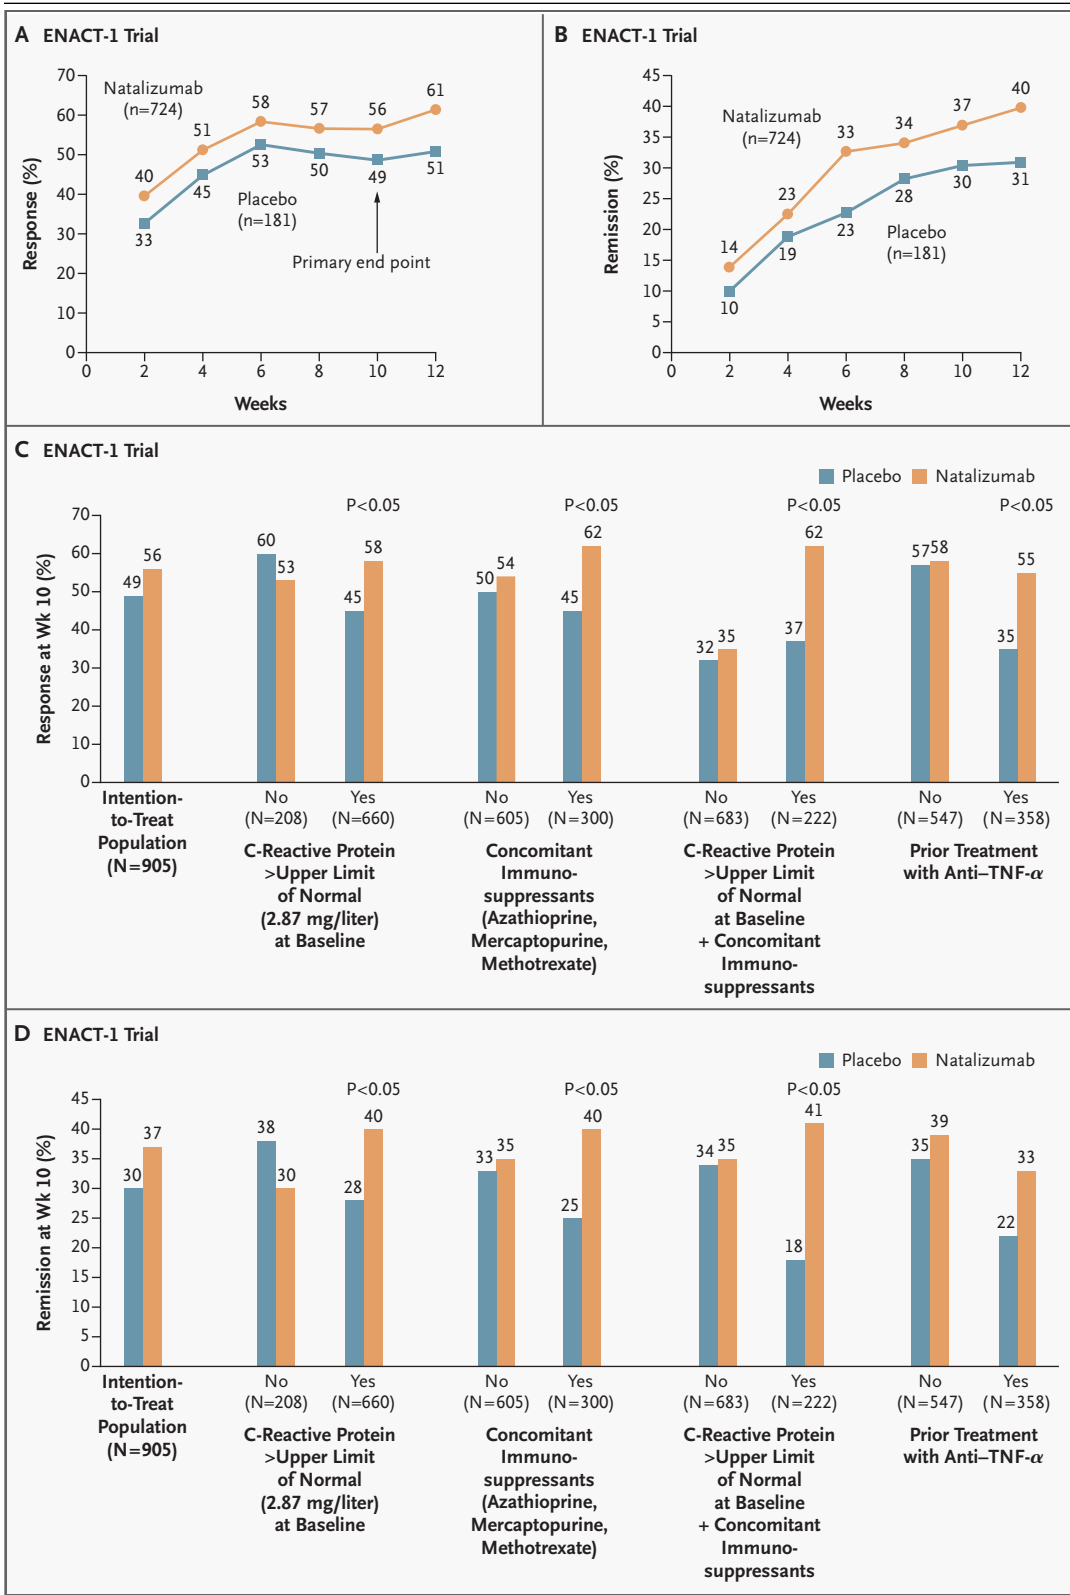 A ENACT-1 Trial
Response (%)
70
60
50
40
30
20
10
0
Natalizumab
(n=724)
40
51
58
57
56
61
33
45
53
50
49
51
Placebo
(n=181)
Primary end point
0 2 4 6 8 10 12
Weeks
B ENACT-1 Trial
Remission (%)
45
40
35
30
25
20
15
10
5
0
Natalizumab
(n=724)
14
23
33
34
37
40
10
19
23
28
30
31
Placebo
(n=181)
0 2 4 6 8 10 12
Weeks
C ENACT-1 Trial
Placebo Natalizumab
Response at Wk 10 (%)
70
60
50
40
30
20
10
0
P<0.05 P<0.05 P<0.05 P<0.05
49 56 60 53 45 58 50 54 45 62 32 35 37 62 57 58 35 55
Intention-
to-Treat
Population
(N=905)
No Yes
(N=208) (N=660)
C-Reactive Protein
>Upper Limit
of Normal
(2.87 mg/liter)
at Baseline
No Yes
(N=605) (N=300)
Concomitant
Immuno-
suppressants
(Azathioprine,
Mercaptopurine,
Methotrexate)
No Yes
(N=683) (N=222)
C-Reactive Protein
>Upper Limit
of Normal
at Baseline
+ Concomitant
Immuno-
suppressants
No Yes
(N=547) (N=358)
Prior Treatment
with Anti–TNF-α
D ENACT-1 Trial
Placebo Natalizumab
Remission at Wk 10 (%)
45
40
35
30
25
20
15
10
5
0
P<0.05 P<0.05 P<0.05
30 37 38 30 28 40 33 35 25 40 34 35 18 41 35 39 22 33
Intention-
to-Treat
Population
(N=905)
No Yes
(N=208) (N=660)
C-Reactive Protein
>Upper Limit
of Normal
(2.87 mg/liter)
at Baseline
No Yes
(N=605) (N=300)
Concomitant
Immuno-
suppressants
(Azathioprine,
Mercaptopurine,
Methotrexate)
No Yes
(N=683) (N=222)
C-Reactive Protein
>Upper Limit
of Normal
at Baseline
+ Concomitant
Immuno-
suppressants
No Yes
(N=547) (N=358)
Prior Treatment
with Anti–TNF-α